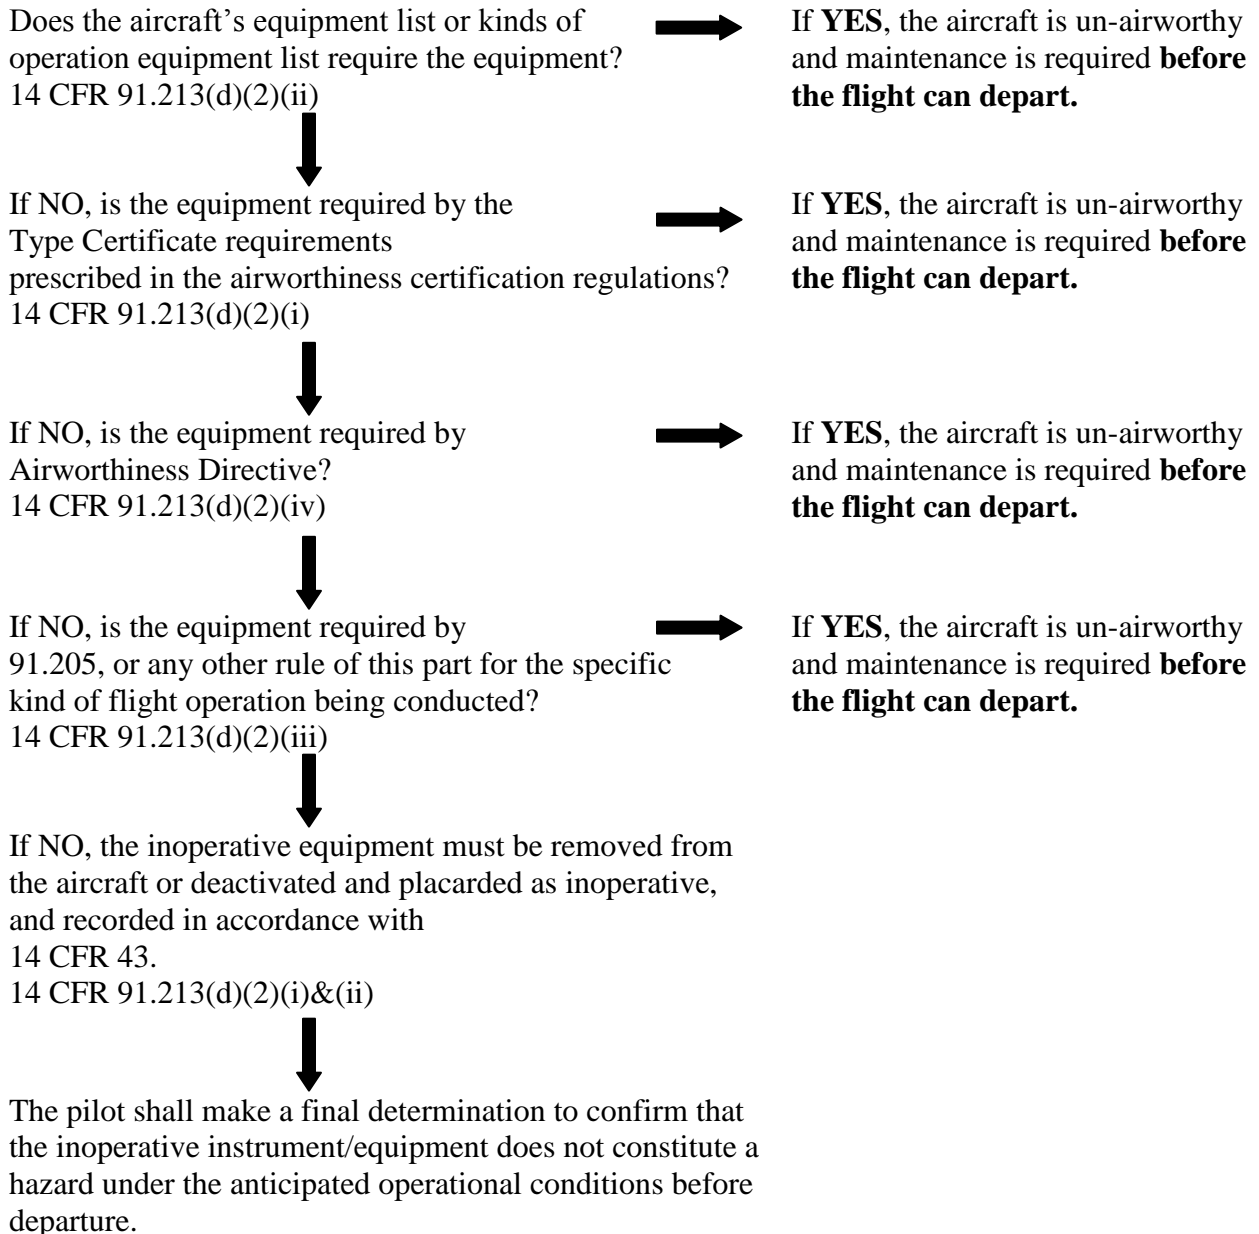 Does the aircraft’s equipment list or kinds of
operation equipment list require the equipment?
14 CFR 91.213(d)(2)(ii)
If YES, the aircraft is un-airworthy
and maintenance is required before
the flight can depart.
If NO, is the equipment required by the
Type Certificate requirements
prescribed in the airworthiness certification regulations?
14 CFR 91.213(d)(2)(i)
If YES, the aircraft is un-airworthy
and maintenance is required before
the flight can depart.
If NO, is the equipment required by
Airworthiness Directive?
14 CFR 91.213(d)(2)(iv)
If YES, the aircraft is un-airworthy
and maintenance is required before
the flight can depart.
If NO, is the equipment required by
91.205, or any other rule of this part for the specific
kind of flight operation being conducted?
14 CFR 91.213(d)(2)(iii)
If YES, the aircraft is un-airworthy
and maintenance is required before
the flight can depart.
If NO, the inoperative equipment must be removed from
the aircraft or deactivated and placarded as inoperative,
and recorded in accordance with
14 CFR 43.
14 CFR 91.213(d)(2)(i)&(ii)
The pilot shall make a final determination to confirm that
the inoperative instrument/equipment does not constitute a
hazard under the anticipated operational conditions before
departure.